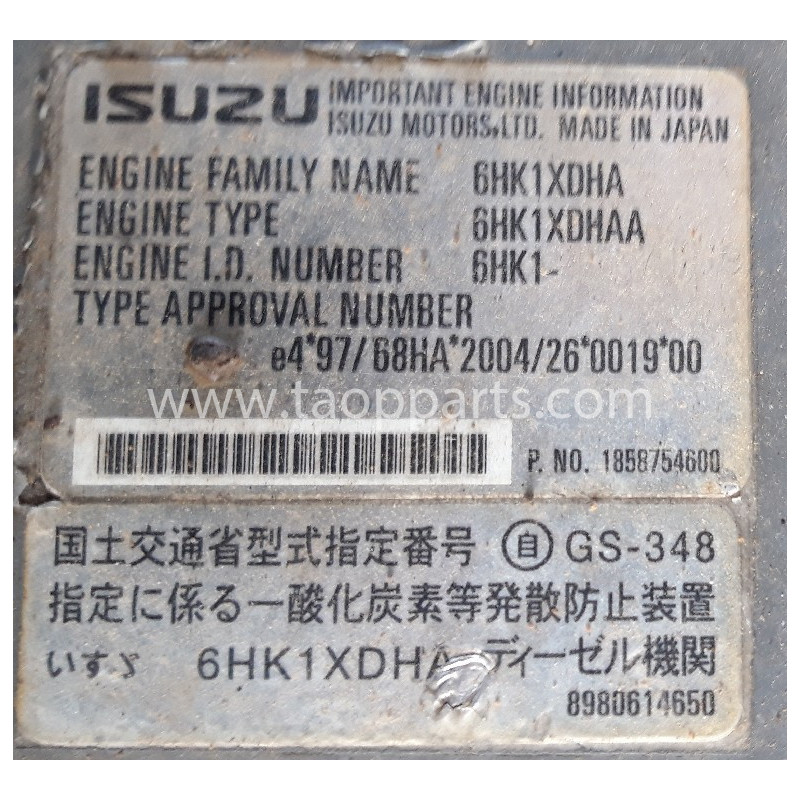 ISUZU IMPORTANT ENGINE INFORMATION
ISUZU MOTORS,LTD. MADE IN JAPAN
ENGINE FAMILY NAME 6HK1XDHA
ENGINE TYPE 6HK1XDHAA
ENGINE I.D. NUMBER 6HK1-
TYPE APPROVAL NUMBER
e4*97/68HA*2004/26*0019*00
www.taopparts.com
P. NO. 1858754600
国土交通省型式指定番号 自 GS-348
指定に係る一酸化炭素等発散防止装置
いすゞ 6HK1XDHA ディーゼル機関
8980614650